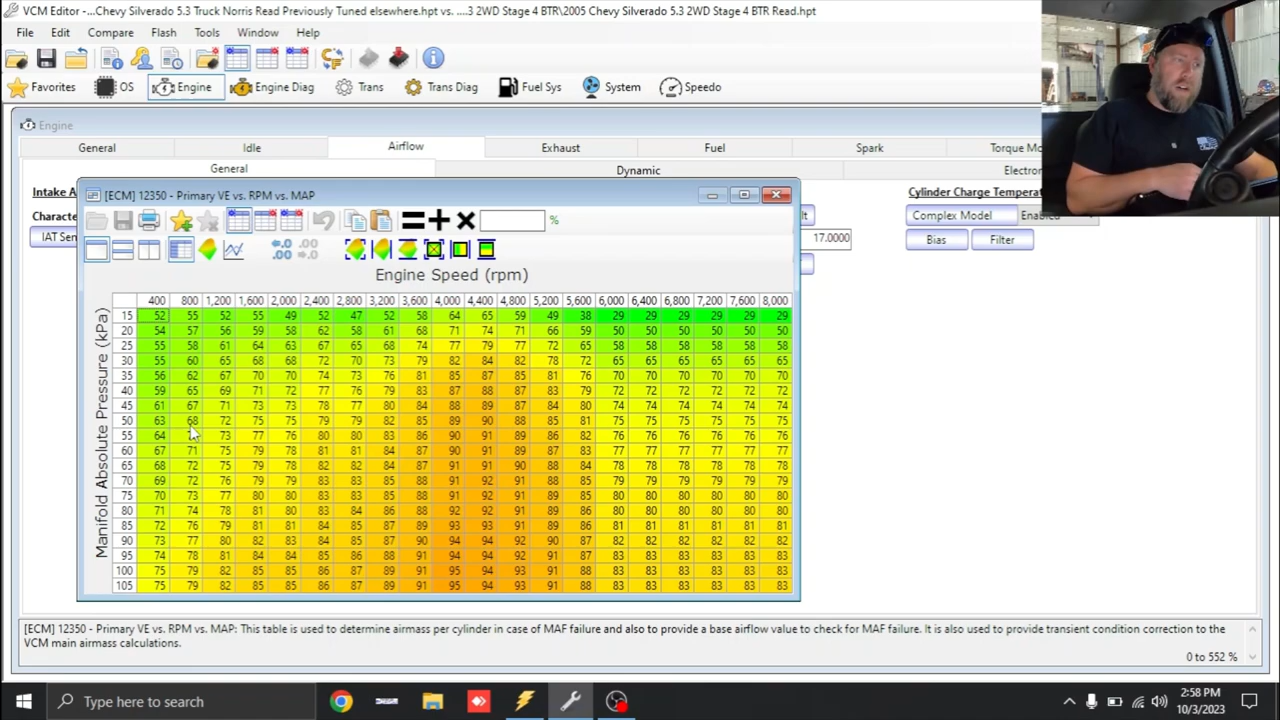 VCM Editor -...Chevy Silverado 5.3 Truck Norris Read Previously Tuned elsewhere.hpt vs. ....3 2WD Stage 4 BTR\2005 Chevy Silverado 5.3 2WD Stage 4 BTR Read.hpt
File Edit Compare Flash Tools Window Help
Favorites OS Engine Engine Diag Trans Trans Diag Fuel Sys System Speedo
Engine
General Idle Airflow Exhaust Fuel Spark Torque
General Dynamic
Intake
IAT
Cylinder Charge
Complex Model Enabled
17.0000
Bias Filter
[ECM] 12350 - Primary VE vs. RPM vs. MAP
%
Engine Speed (rpm)
Manifold Absolute Pressure (kPa)
400 800 1,200 1,600 2,000 2,400 2,800 3,200 3,600 4,000 4,400 4,800 5,200 5,600 6,000 6,400 6,800 7,200 7,600 8,000
15 52 55 52 55 49 52 47 52 58 64 65 59 49 38 29 29 29 29 29 29
20 54 57 56 59 58 62 58 61 68 71 74 71 66 59 50 50 50 50 50 50
25 55 58 61 64 63 67 65 68 74 77 79 77 72 65 58 58 58 58 58 58
30 55 60 65 68 68 72 70 73 79 82 84 82 78 72 65 65 65 65 65 65
35 56 62 67 70 70 74 73 76 81 85 87 85 81 76 70 70 70 70 70 70
40 59 65 69 71 72 77 76 79 83 87 88 87 83 79 72 72 72 72 72 72
45 61 67 71 73 73 78 77 80 84 88 89 87 84 80 74 74 74 74 74 74
50 63 68 72 75 75 79 79 82 85 89 90 88 85 81 75 75 75 75 75 75
55 64 73 77 76 80 80 83 86 90 91 89 86 82 76 76 76 76 76 76
60 67 71 75 79 78 81 81 84 87 90 91 89 87 83 77 77 77 77 77 77
65 68 72 75 79 78 82 82 84 87 91 91 90 88 84 78 78 78 78 78 78
70 69 72 76 79 79 83 83 85 88 91 92 91 88 85 79 79 79 79 79 79
75 70 73 77 80 80 83 83 85 88 91 92 91 89 85 80 80 80 80 80 80
80 71 74 78 81 80 83 84 86 88 92 92 91 89 86 80 80 80 80 80 80
85 72 76 79 81 81 84 85 87 89 93 93 91 89 86 81 81 81 81 81 81
90 73 77 80 82 83 84 85 87 90 94 94 92 90 87 82 82 82 82 82 82
95 74 78 81 84 84 85 86 88 91 94 94 92 91 87 83 83 83 83 83 83
100 75 79 82 85 85 86 87 89 91 95 94 93 91 88 83 83 83 83 83 83
105 75 79 82 85 85 86 87 89 91 95 94 93 91 88 83 83 83 83 83 83
[ECM] 12350 - Primary VE vs. RPM vs. MAP: This table is used to determine airmass per cylinder in case of MAF failure and also to provide a base airflow value to check for MAF failure. It is also used to provide transient condition correction to the
VCM main airmass calculations.
0 to 552 %
Type here to search
2:58 PM
10/3/2023